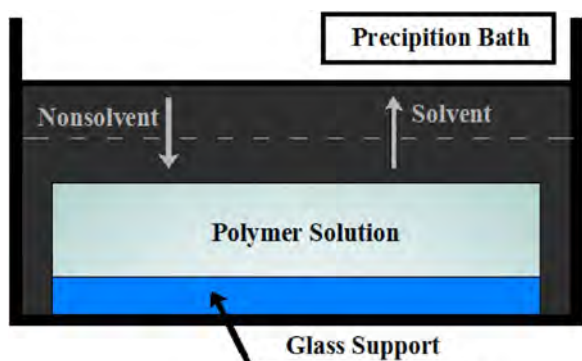 Precipition Bath
Nonsolvent
Solvent
Polymer Solution
Glass Support